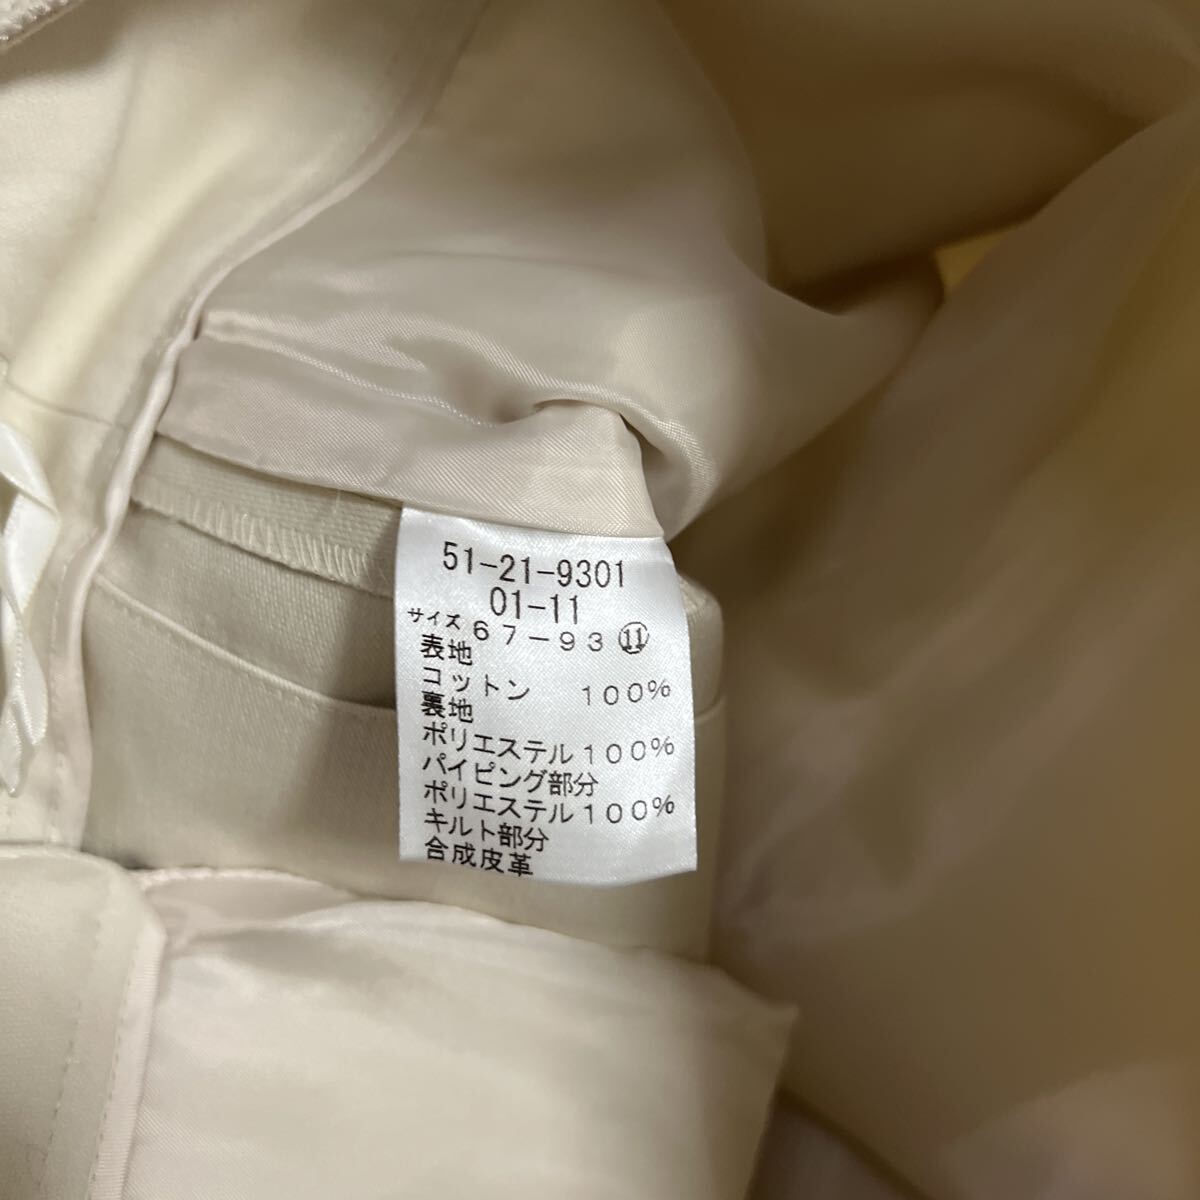 51-21-9301
01-11
サイズ 67-93 ⑪
表地
コットン 100%
裏地
ポリエステル100%
パイピング部分
ポリエステル100%
キルト部分
合成皮革